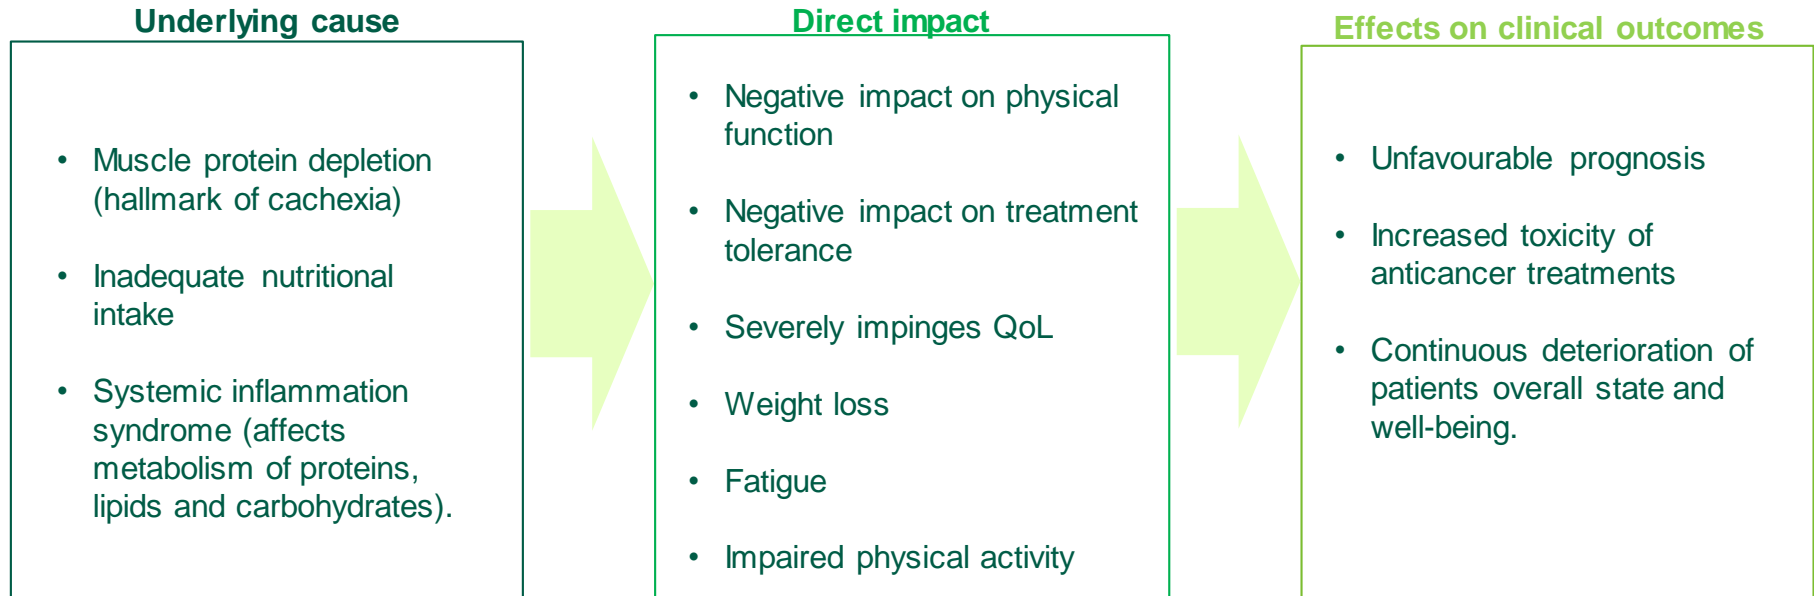 Underlying cause
• Muscle protein depletion
(hallmark of cachexia)
• Inadequate nutritional
intake
• Systemic inflammation
syndrome (affects
metabolism of proteins,
lipids and carbohydrates).
Direct impact
• Negative impact on physical
function
• Negative impact on treatment
tolerance
• Severely impinges QoL
• Weight loss
• Fatigue
• Impaired physical activity
Effects on clinical outcomes
• Unfavourable prognosis
• Increased toxicity of
anticancer treatments
• Continuous deterioration of
patients overall state and
well-being.